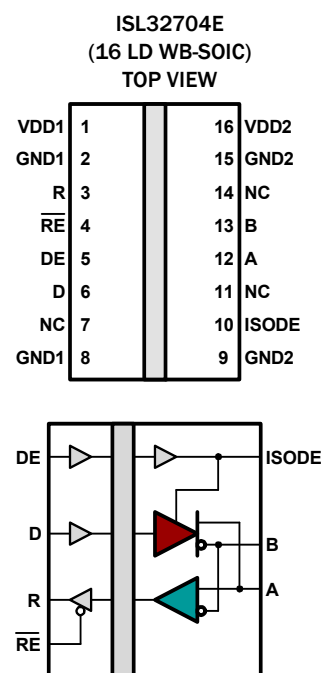 ISL32704E
(16 LD WB-SOIC)
TOP VIEW
VDD1 1 16 VDD2
GND1 2 15 GND2
R 3 14 NC
RE 4 13 B
DE 5 12 A
D 6 11 NC
NC 7 10 ISODE
GND1 8 9 GND2
DE ISODE
D B
R A
RE